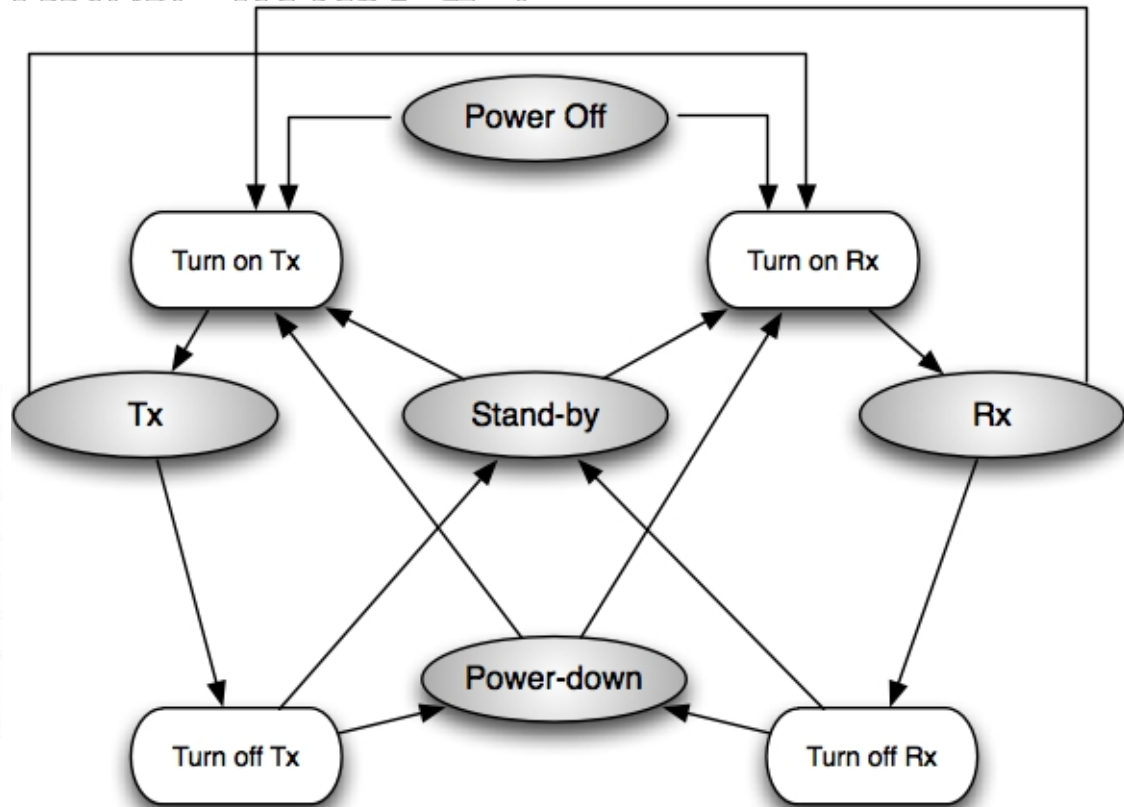 Power Off
Turn on Tx
Turn on Rx
Tx
Stand-by
Rx
Power-down
Turn off Tx
Turn off Rx